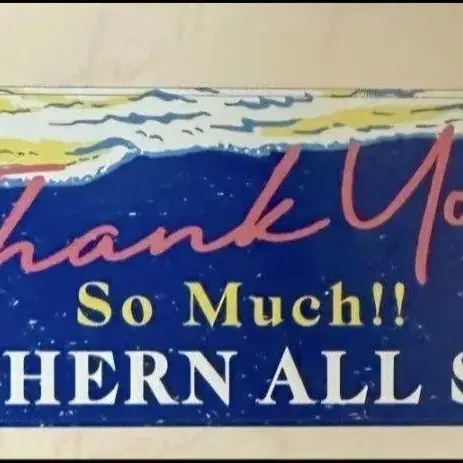 hank Yo
So Much!!
HERN ALL S